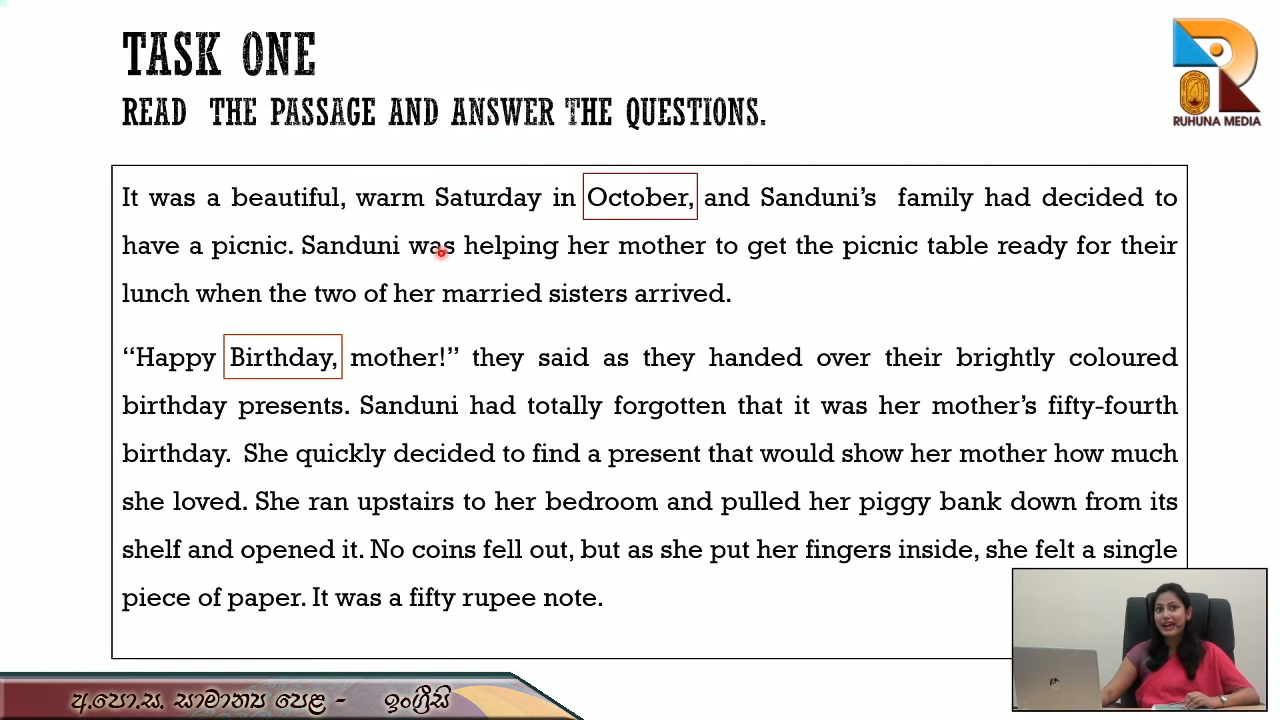 TASK ONE
READ THE PASSAGE AND ANSWER THE QUESTIONS.
RUHUNA MEDIA
It was a beautiful, warm Saturday in October, and Sanduni’s family had decided to
have a picnic. Sanduni was helping her mother to get the picnic table ready for their
lunch when the two of her married sisters arrived.
“Happy Birthday, mother!” they said as they handed over their brightly coloured
birthday presents. Sanduni had totally forgotten that it was her mother’s fifty-fourth
birthday. She quickly decided to find a present that would show her mother how much
she loved. She ran upstairs to her bedroom and pulled her piggy bank down from its
shelf and opened it. No coins fell out, but as she put her fingers inside, she felt a single
piece of paper. It was a fifty rupee note.
අ.පො.ස. සාමාන්‍ය පෙළ - ඉංග්‍රීසි
hp